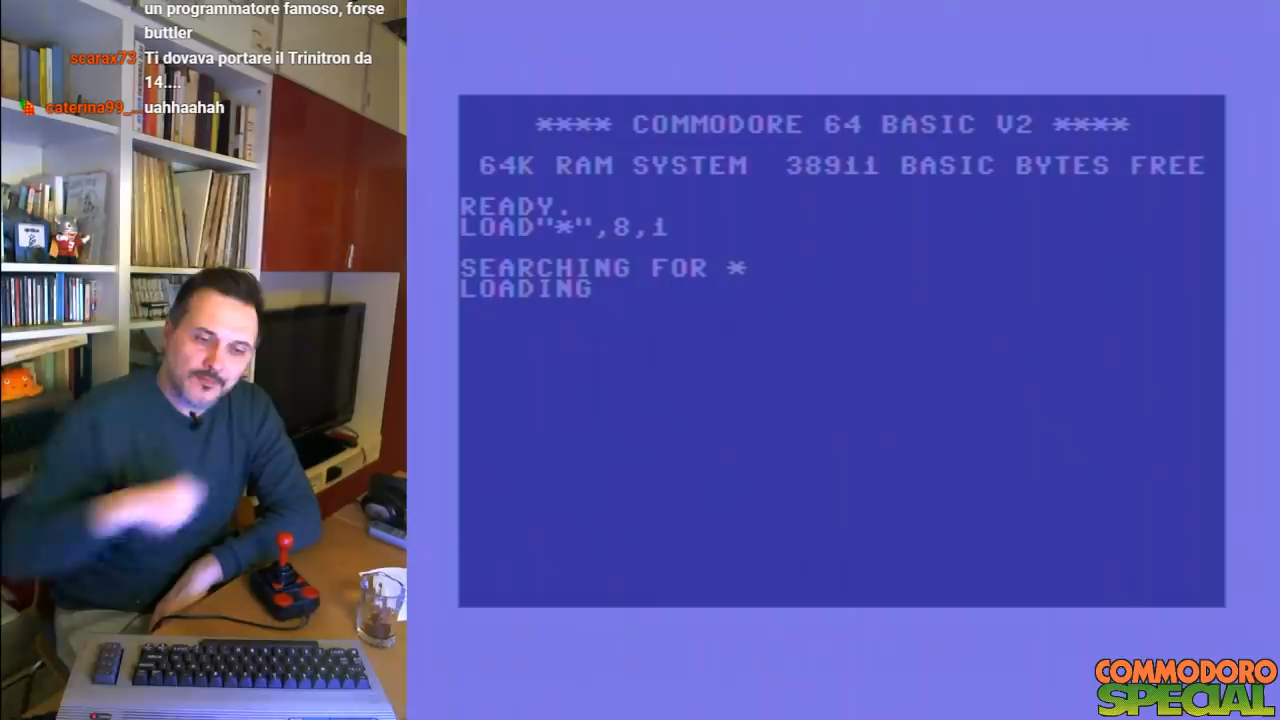 un programmatore famoso, forse
buttler
scarax73 Ti dovava portare il Trinitron da
14....
caterina99_... uahhaahah
**** COMMODORE 64 BASIC V2 ****
64K RAM SYSTEM  38911 BASIC BYTES FREE
READY.
LOAD"*",8,1
SEARCHING FOR *
LOADING
COMMODORO
SPECIAL